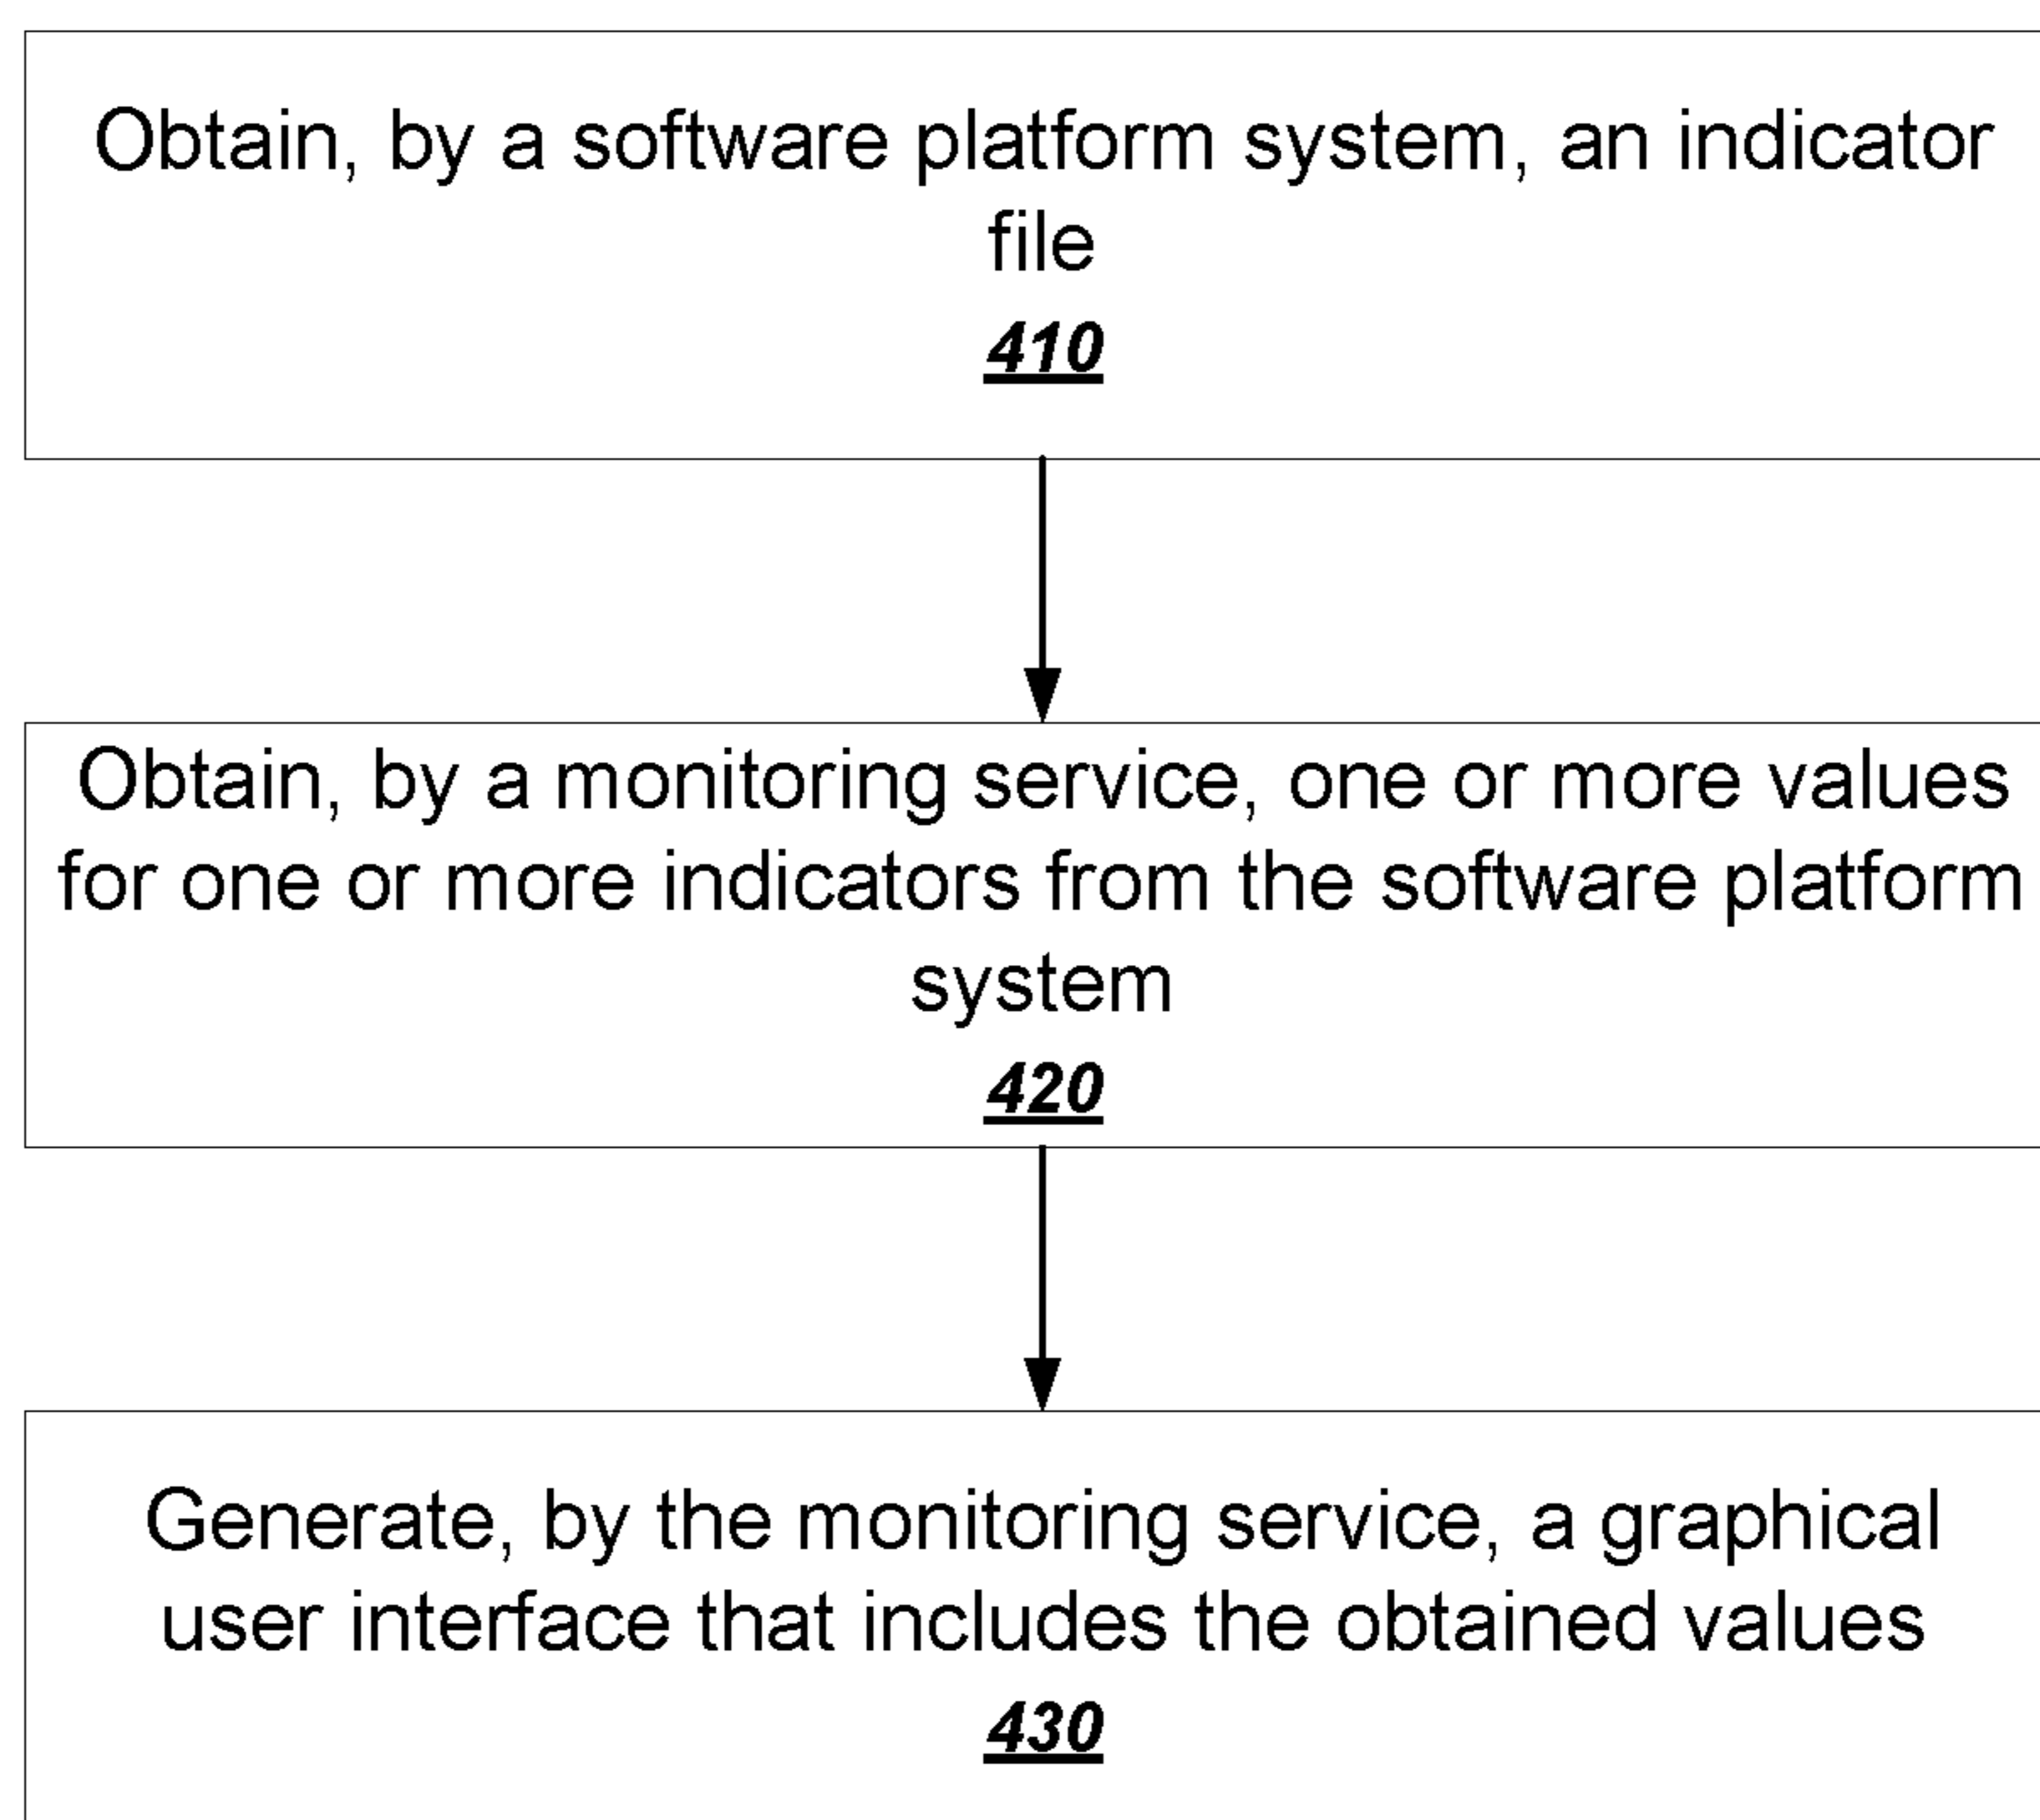 Obtain, by a software platform system, an indicator
file
410
Obtain, by a monitoring service, one or more values
for one or more indicators from the software platform
system
420
Generate, by the monitoring service, a graphical
user interface that includes the obtained values
430